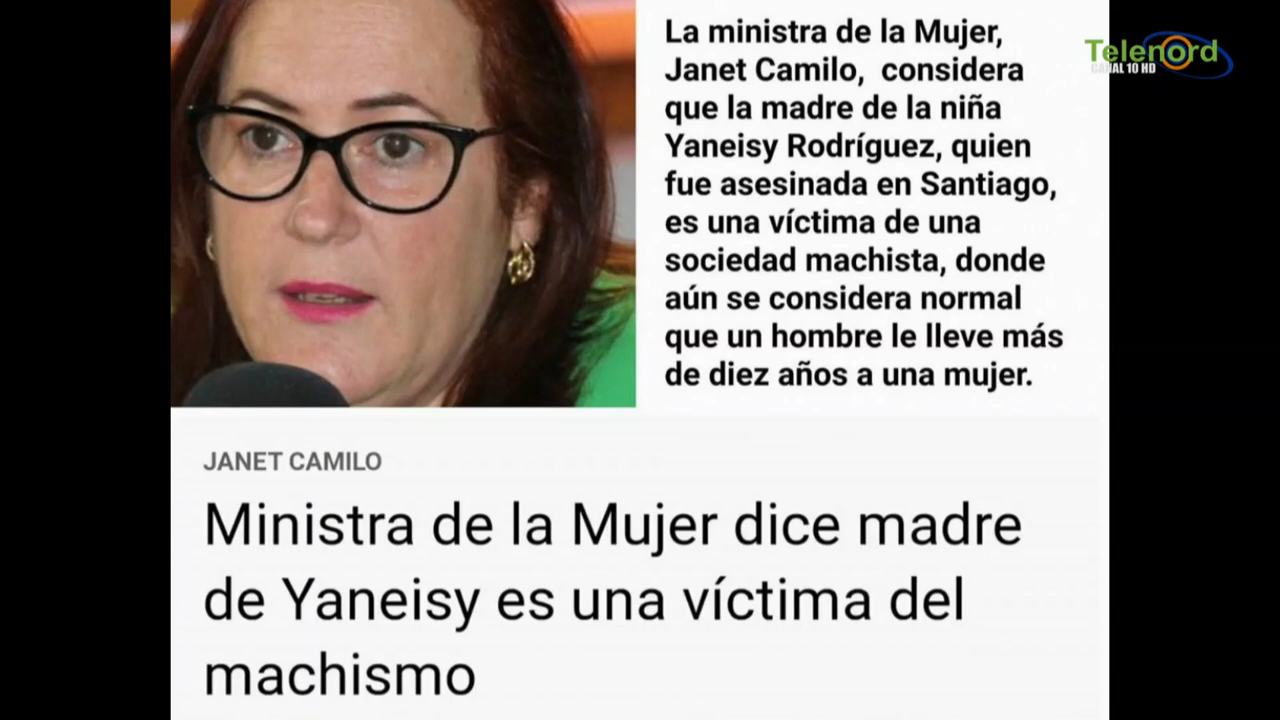 La ministra de la Mujer,
Janet Camilo, considera
que la madre de la niña
Yaneisy Rodríguez, quien
fue asesinada en Santiago,
es una víctima de una
sociedad machista, donde
aún se considera normal
que un hombre le lleve más
de diez años a una mujer.
Telenord
CANAL 10 HD
JANET CAMILO
Ministra de la Mujer dice madre
de Yaneisy es una víctima del
machismo